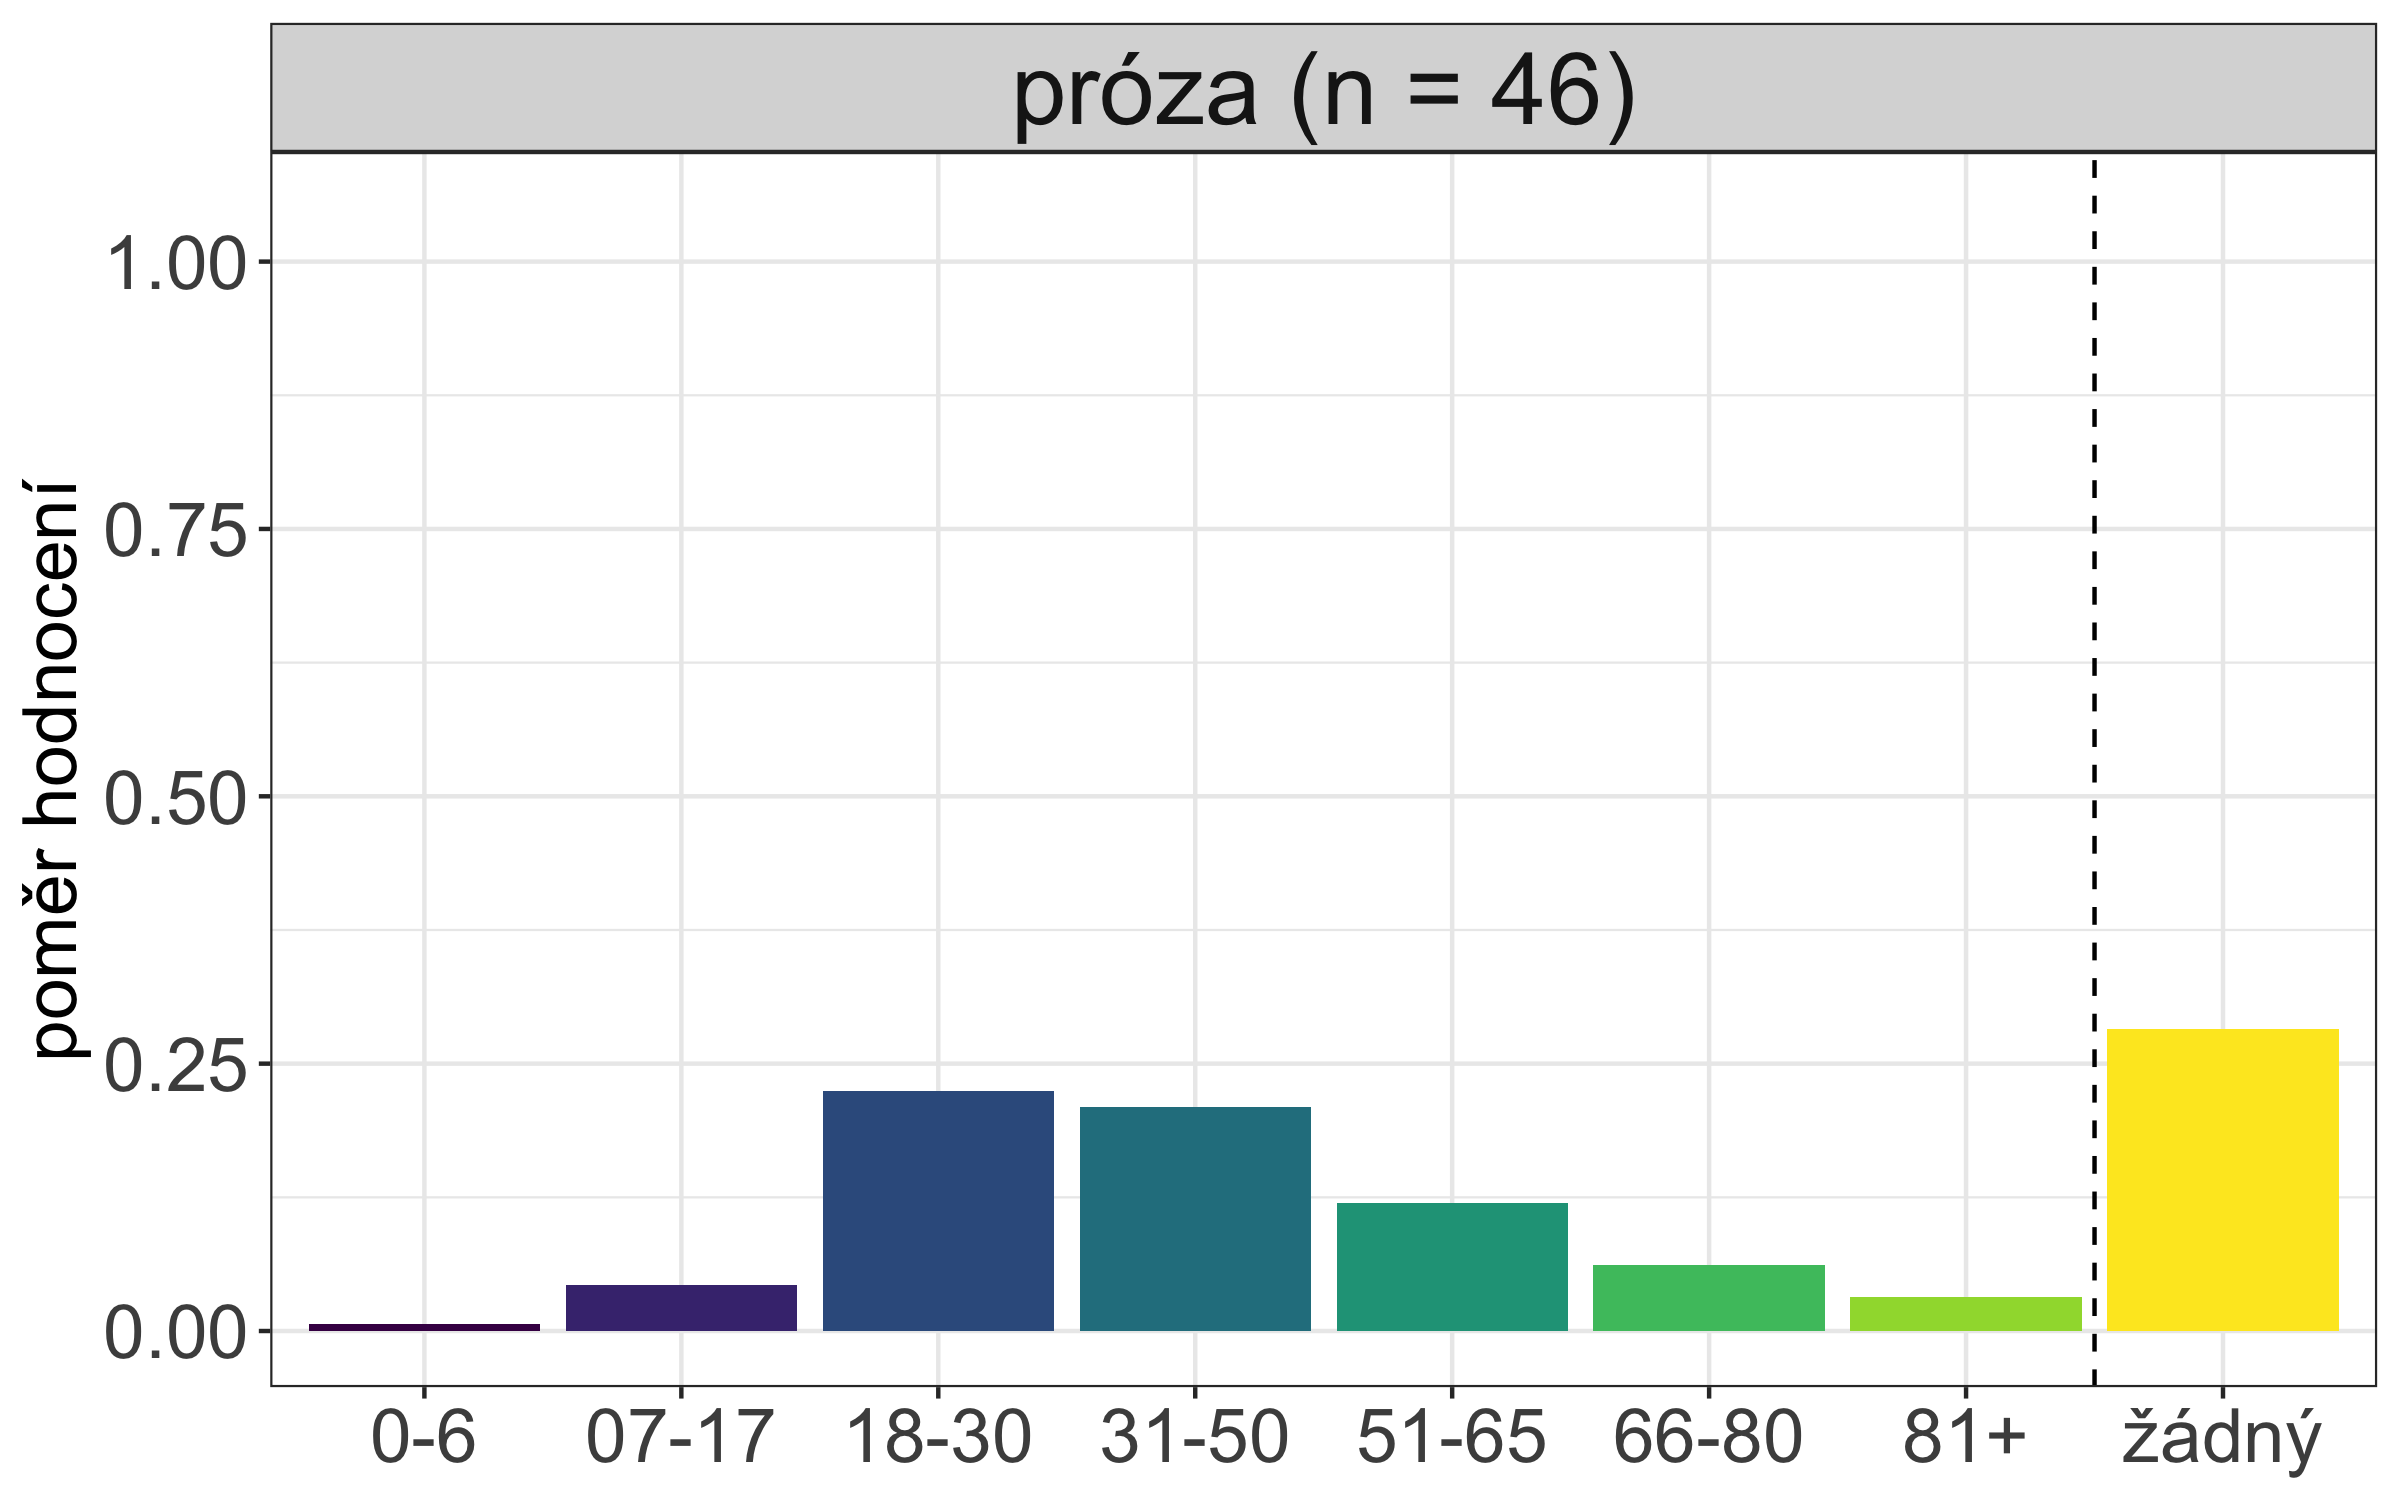 próza (n = 46)
poměr hodnocení
1.00
0.75
0.50
0.25
0.00
0-6 07-17 18-30 31-50 51-65 66-80 81+ žádný